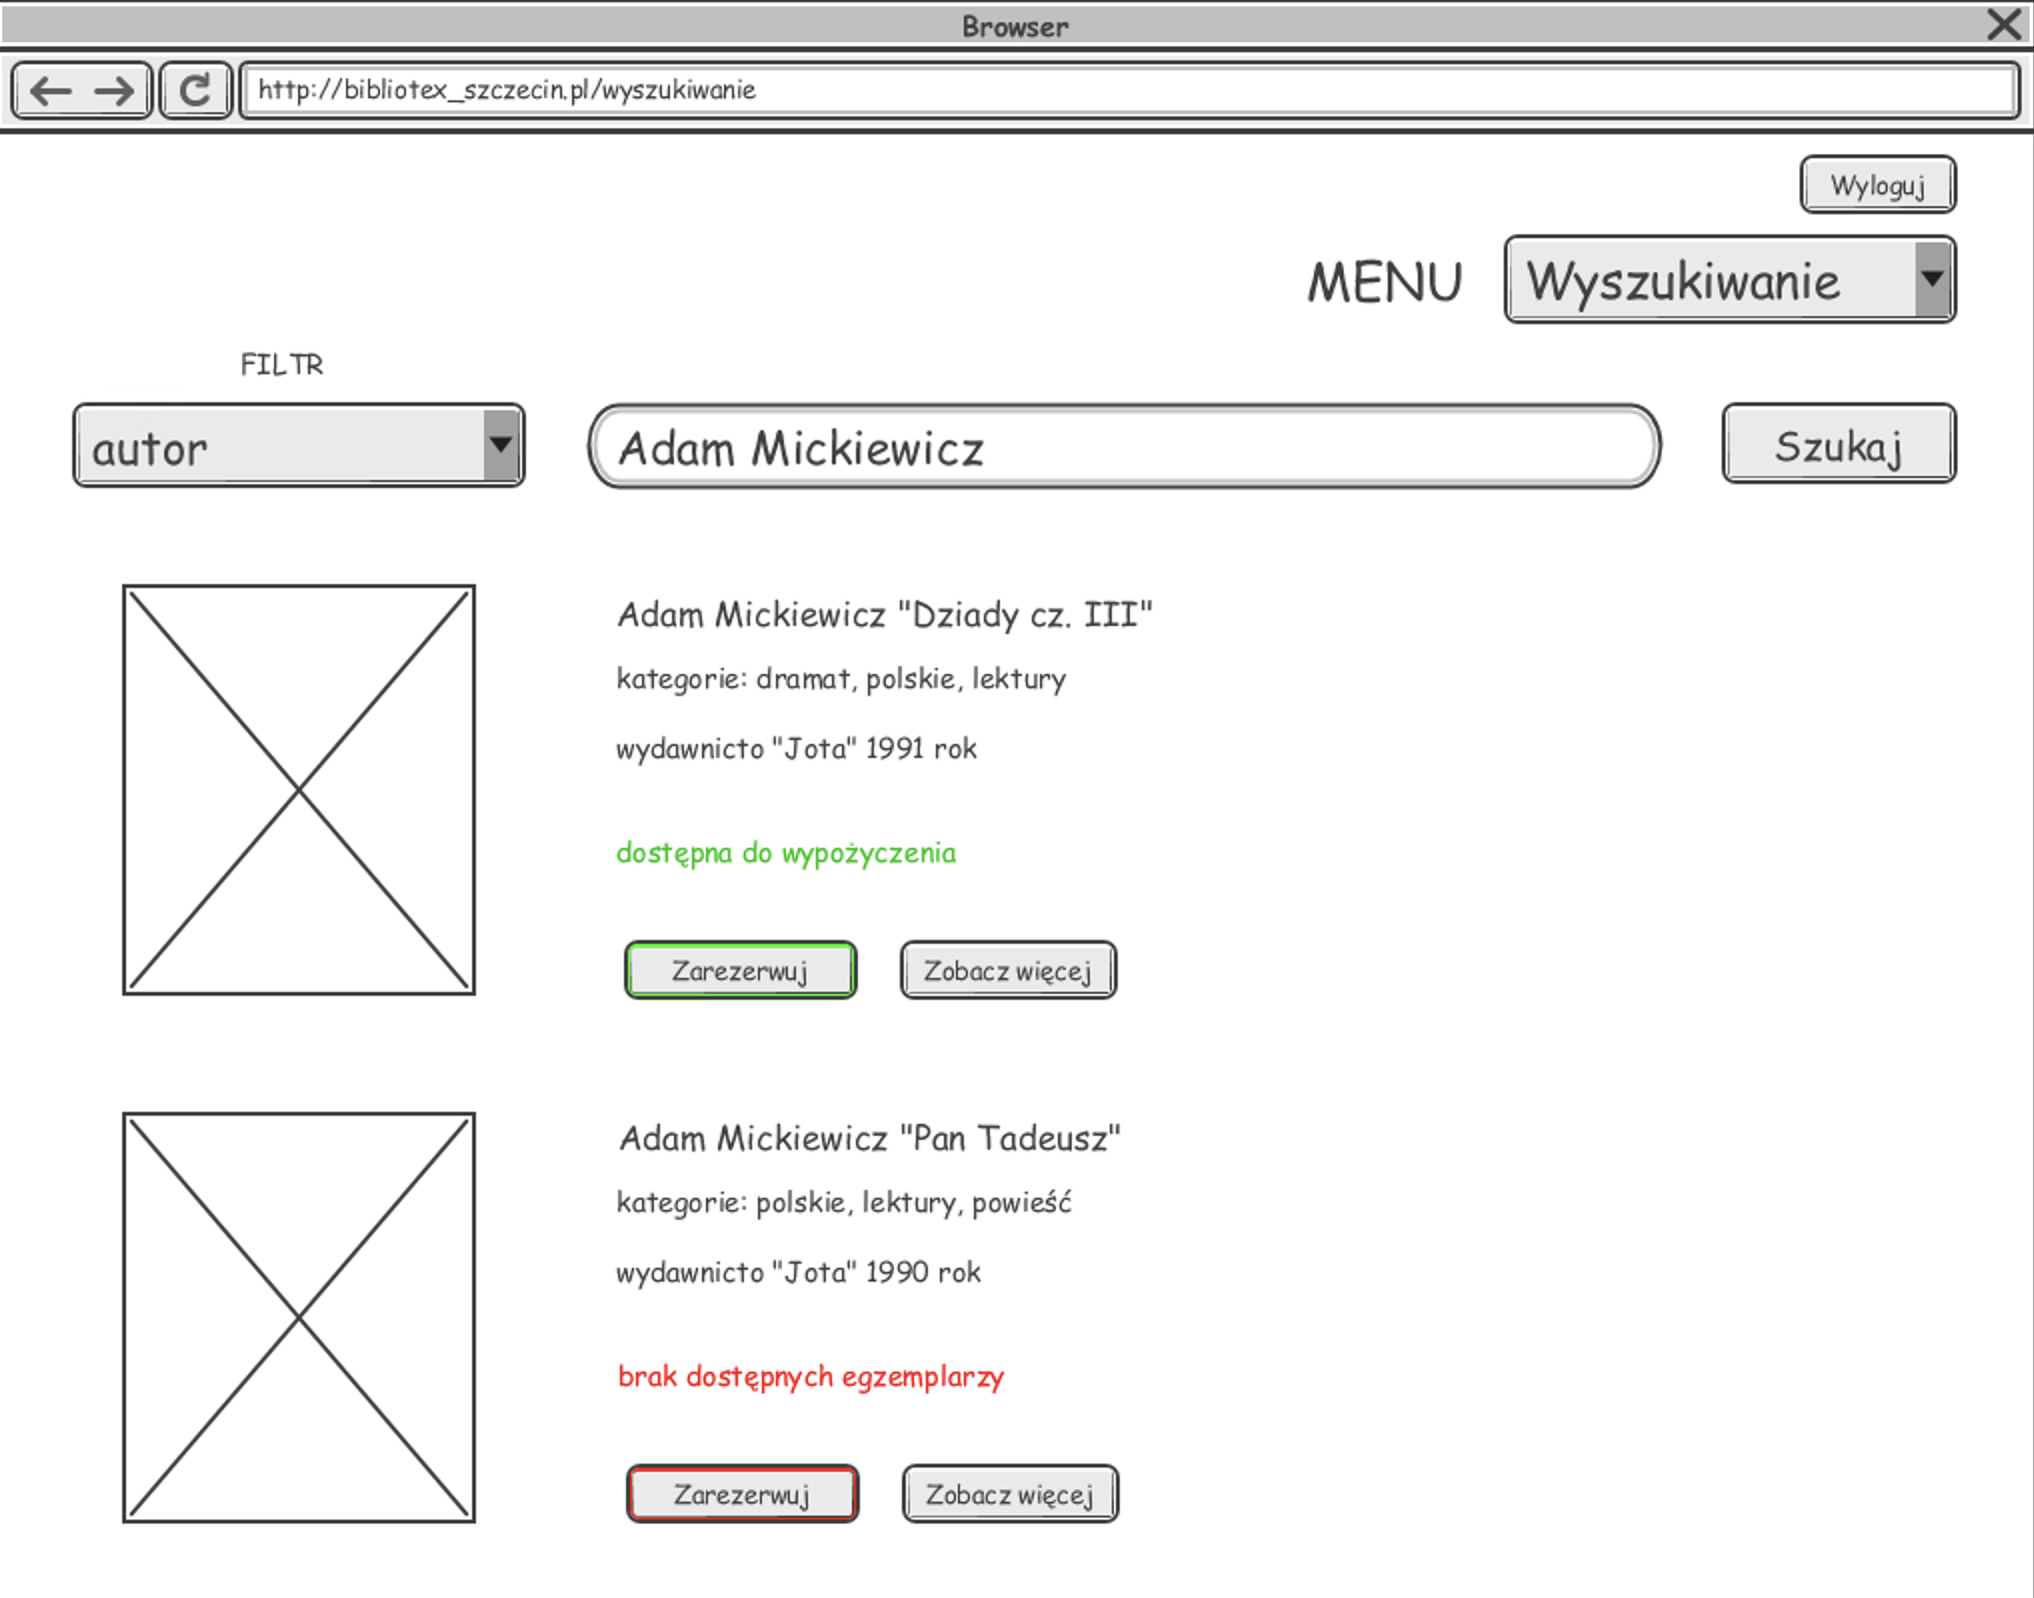 Browser
http://bibliotex_szczecin.pl/wyszukiwanie
Wyloguj
MENU Wyszukiwanie
FILTR
autor Adam Mickiewicz Szukaj
Adam Mickiewicz "Dziady cz. III"
kategorie: dramat, polskie, lektury
wydawnicto "Jota" 1991 rok
dostępna do wypożyczenia
Zarezerwuj Zobacz więcej
Adam Mickiewicz "Pan Tadeusz"
kategorie: polskie, lektury, powieść
wydawnicto "Jota" 1990 rok
brak dostępnych egzemplarzy
Zarezerwuj Zobacz więcej